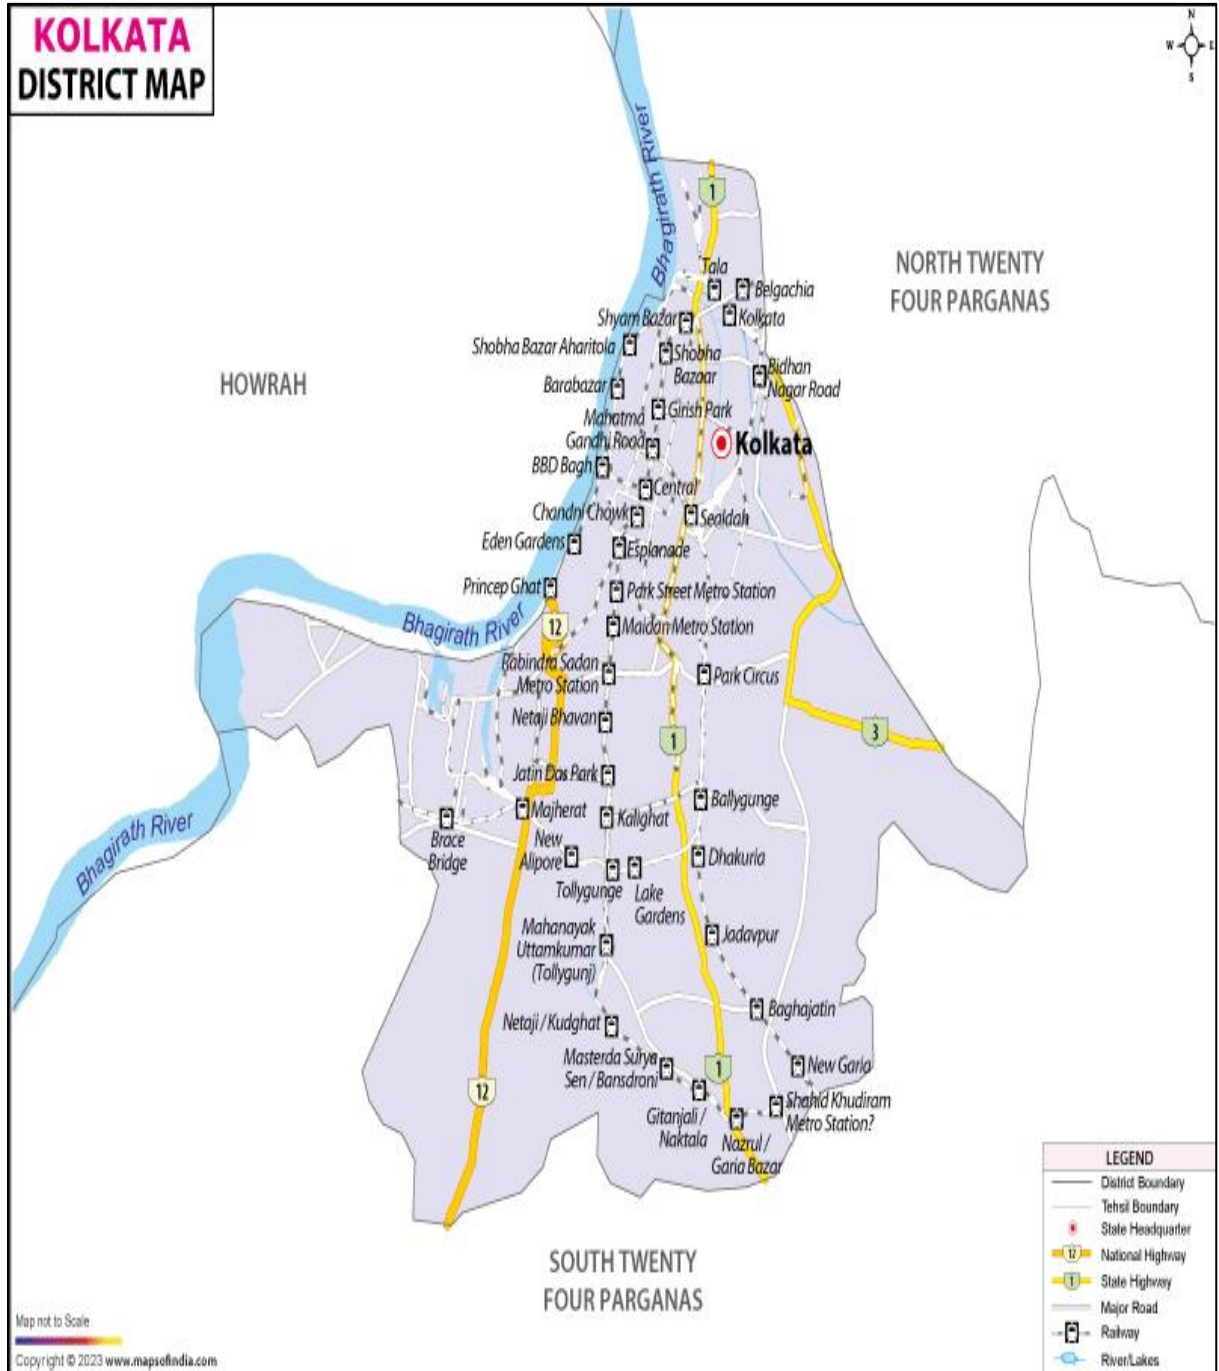 KOLKATA
DISTRICT MAP
N
W
E
S
Bhagirath River
1
NORTH TWENTY
FOUR PARGANAS
HOWRAH
Tala
Belgachia
Kolkata
Shyam Bazar
Shobha Bazar Aharitola
Shobha
Bazaar
Bidhan
Nagar Road
Barabazar
Girish Park
Mahatma
Gandhi Road
Kolkata
BBD Bagh
Central
Chandni Chowk
Sealdah
Eden Gardens
Esplanade
Princep Ghat
Park Street Metro Station
Bhagirath River
12
Maidan Metro Station
Rabindra Sadan
Metro Station
Park Circus
Netaji Bhavan
1
3
Jatin Das Park
Majherat
Kalighat
Ballygunge
Bhagirath River
Brace
Bridge
New
Alipore
Dhakuria
Tollygunge
Lake
Gardens
Mahanayak
Uttamkumar
(Tollygunj)
Jadavpur
Baghajatin
Netaji / Kudghat
Masterda Surya
Sen / Bansdroni
1
New Garia
12
Gitanjali /
Naktala
Shahid Khudiram
Metro Station?
Nazrul /
Garia Bazar
SOUTH TWENTY
FOUR PARGANAS
LEGEND
District Boundary
Tehsil Boundary
State Headquarter
12 National Highway
1 State Highway
Major Road
Railway
River/Lakes
Map not to Scale
Copyright © 2023 www.mapsofindia.com